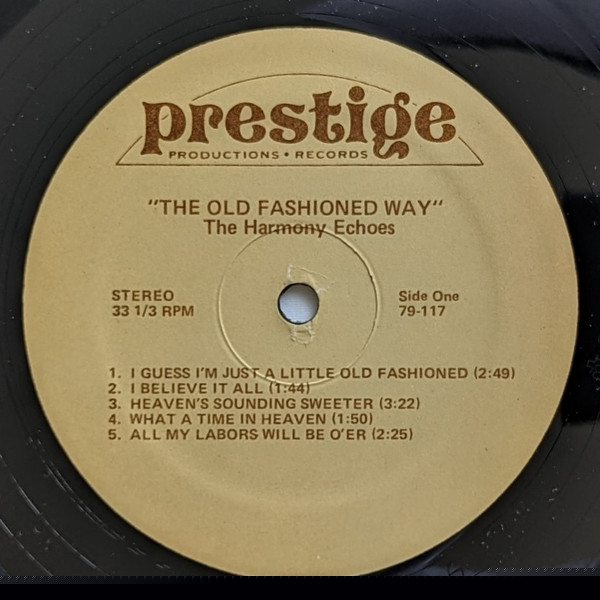 prestige
PRODUCTIONS • RECORDS
"THE OLD FASHIONED WAY"
The Harmony Echoes
STEREO
33 1/3 RPM
Side One
79-117
1. I GUESS I'M JUST A LITTLE OLD FASHIONED (2:49)
2. I BELIEVE IT ALL (1:44)
3. HEAVEN'S SOUNDING SWEETER (3:22)
4. WHAT A TIME IN HEAVEN (1:50)
5. ALL MY LABORS WILL BE O'ER (2:25)